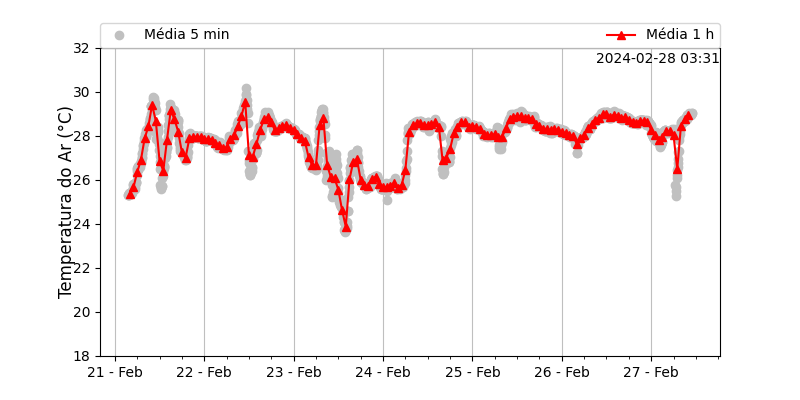 Média 5 min
Média 1 h
2024-02-28 03:31
Temperatura do Ar (°C)
32
30
28
26
24
22
20
18
21 - Feb
22 - Feb
23 - Feb
24 - Feb
25 - Feb
26 - Feb
27 - Feb